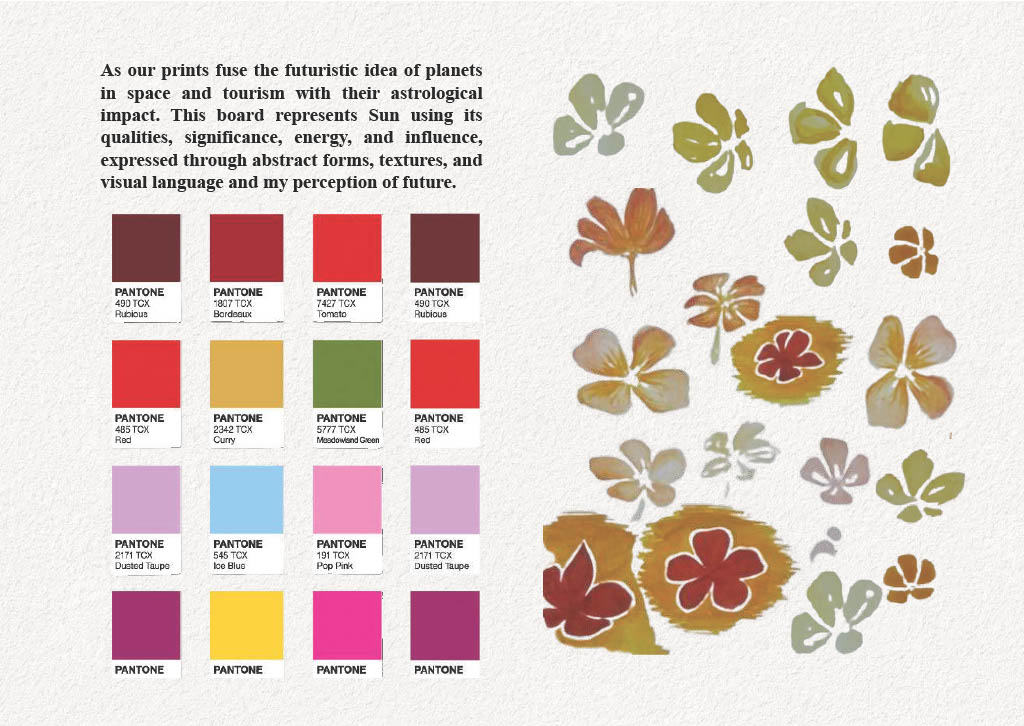 As our prints fuse the futuristic idea of planets
in space and tourism with their astrological
impact. This board represents Sun using its
qualities, significance, energy, and influence,
expressed through abstract forms, textures, and
visual language and my perception of future.
PANTONE
490 TCX
Rubious
PANTONE
1807 TCX
Bordeaux
PANTONE
7427 TCX
Tomato
PANTONE
490 TCX
Rubious
PANTONE
485 TCX
Red
PANTONE
2342 TCX
Curry
PANTONE
5777 TCX
Meadowland Green
PANTONE
485 TCX
Red
PANTONE
2171 TCX
Dusted Taupe
PANTONE
545 TCX
Ice Blue
PANTONE
191 TCX
Pop Pink
PANTONE
2171 TCX
Dusted Taupe
PANTONE
PANTONE
PANTONE
PANTONE